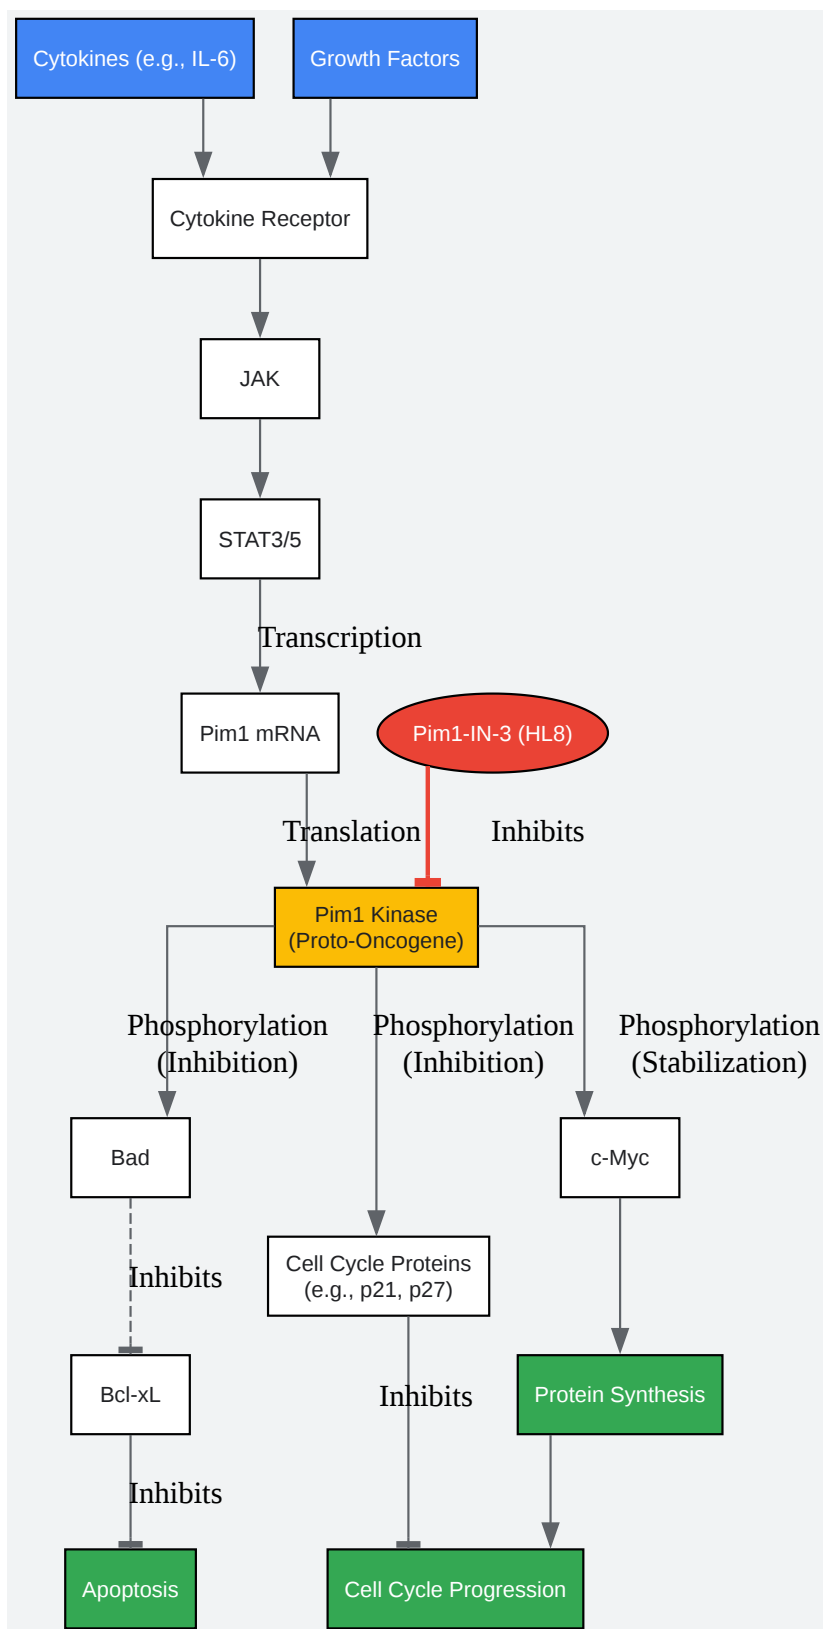 Cytokines (e.g., IL-6)
Growth Factors
Cytokine Receptor
JAK
STAT3/5
Transcription
Pim1 mRNA
Pim1-IN-3 (HL8)
Translation
Inhibits
Pim1 Kinase
(Proto-Oncogene)
Phosphorylation
(Inhibition)
Phosphorylation
(Inhibition)
Phosphorylation
(Stabilization)
Bad
c-Myc
Inhibits
Cell Cycle Proteins
(e.g., p21, p27)
Bcl-xL
Inhibits
Protein Synthesis
Inhibits
Apoptosis
Cell Cycle Progression